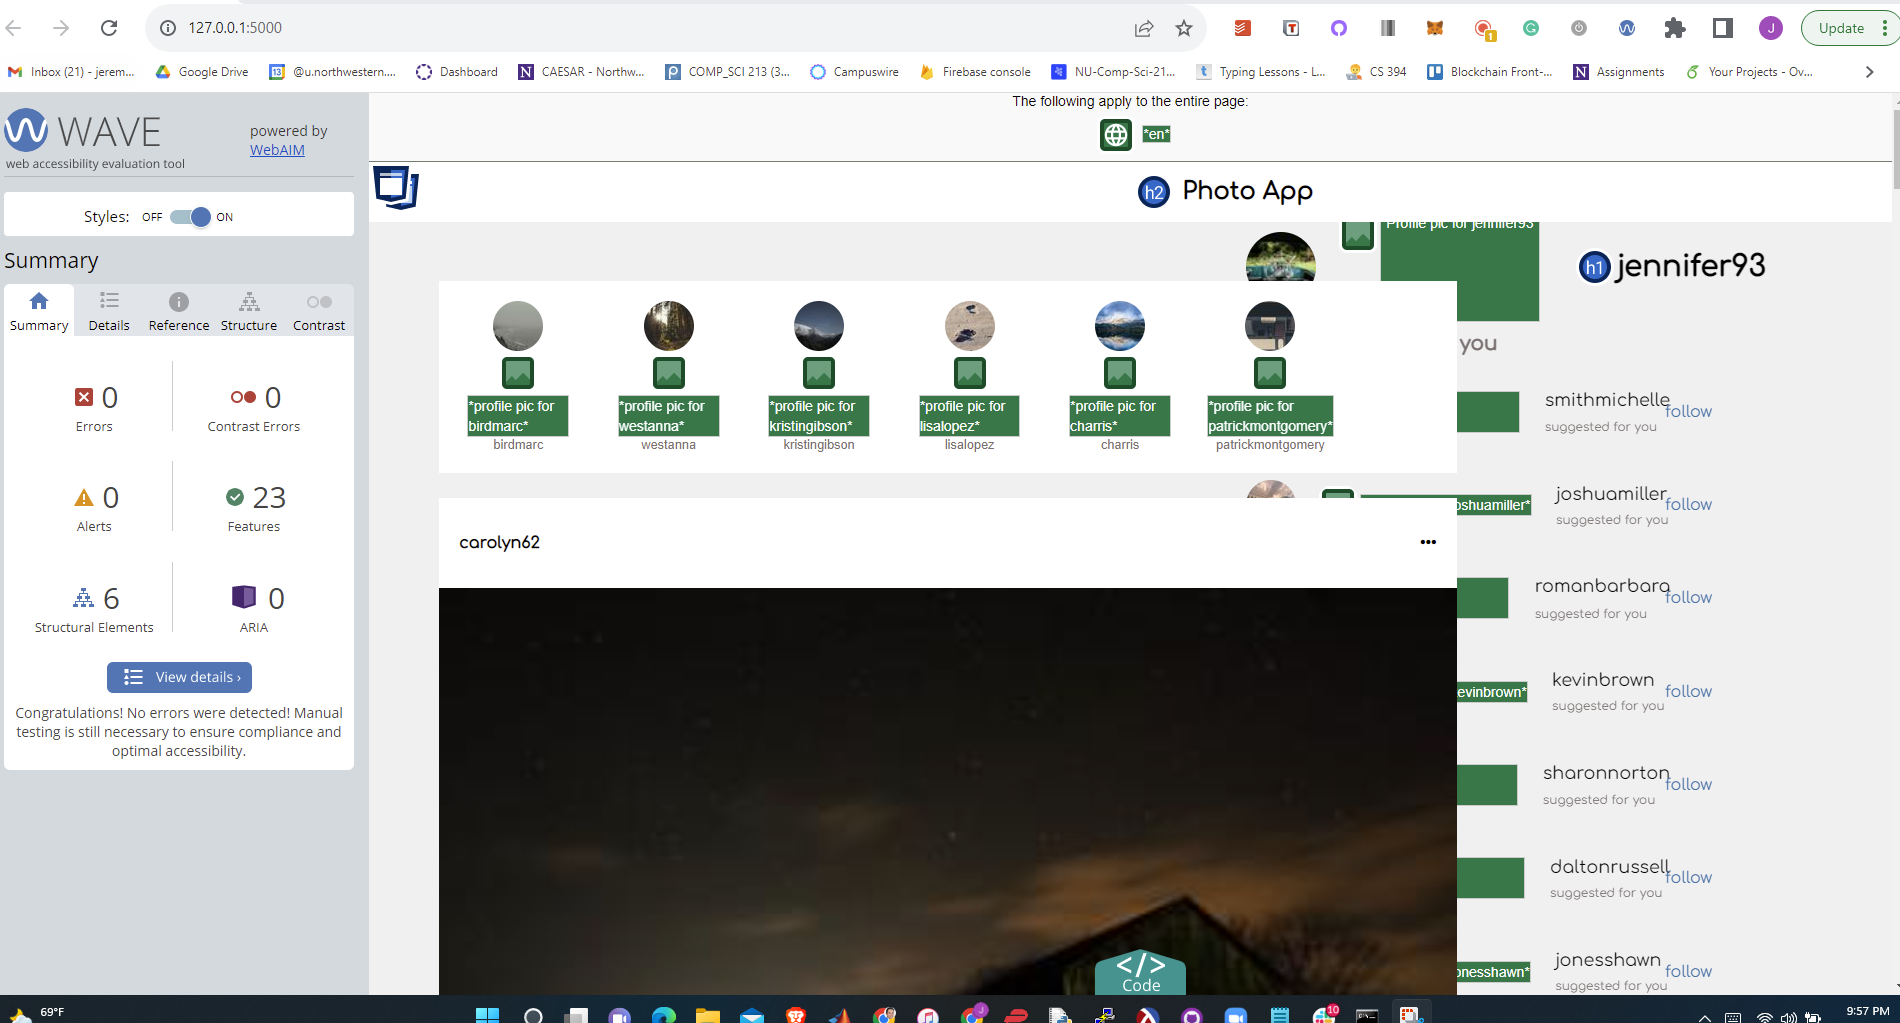 127.0.0.1:5000
Update
Inbox (21) - jerem...
Google Drive
@u.northwestern....
Dashboard
CAESAR - Northw...
COMP_SCI 213 (3...
Campuswire
Firebase console
NU-Comp-Sci-21...
Typing Lessons - L...
CS 394
Blockchain Front-...
Assignments
Your Projects - Ov...
WAVE
web accessibility evaluation tool
powered by
WebAIM
Styles: OFF ON
Summary
Summary
Details
Reference
Structure
Contrast
0
Errors
0
Contrast Errors
0
Alerts
23
Features
6
Structural Elements
0
ARIA
View details ›
Congratulations! No errors were detected! Manual
testing is still necessary to ensure compliance and
optimal accessibility.
The following apply to the entire page:
*en*
h2 Photo App
Profile pic for jennifer93
h1 jennifer93
you
*profile pic for
birdmarc*
birdmarc
*profile pic for
westanna*
westanna
*profile pic for
kristingibson*
kristingibson
*profile pic for
lisalopez*
lisalopez
*profile pic for
charris*
charris
*profile pic for
patrickmontgomery*
patrickmontgomery
carolyn62
•••
smithmichelle
suggested for you
follow
oshuamiller*
joshuamiller
suggested for you
follow
romanbarbara
suggested for you
follow
evinbrown*
kevinbrown
suggested for you
follow
sharonnorton
suggested for you
follow
daltonrussell
suggested for you
follow
onesshawn*
jonesshawn
suggested for you
follow
</>
Code
69°F
10
9:57 PM